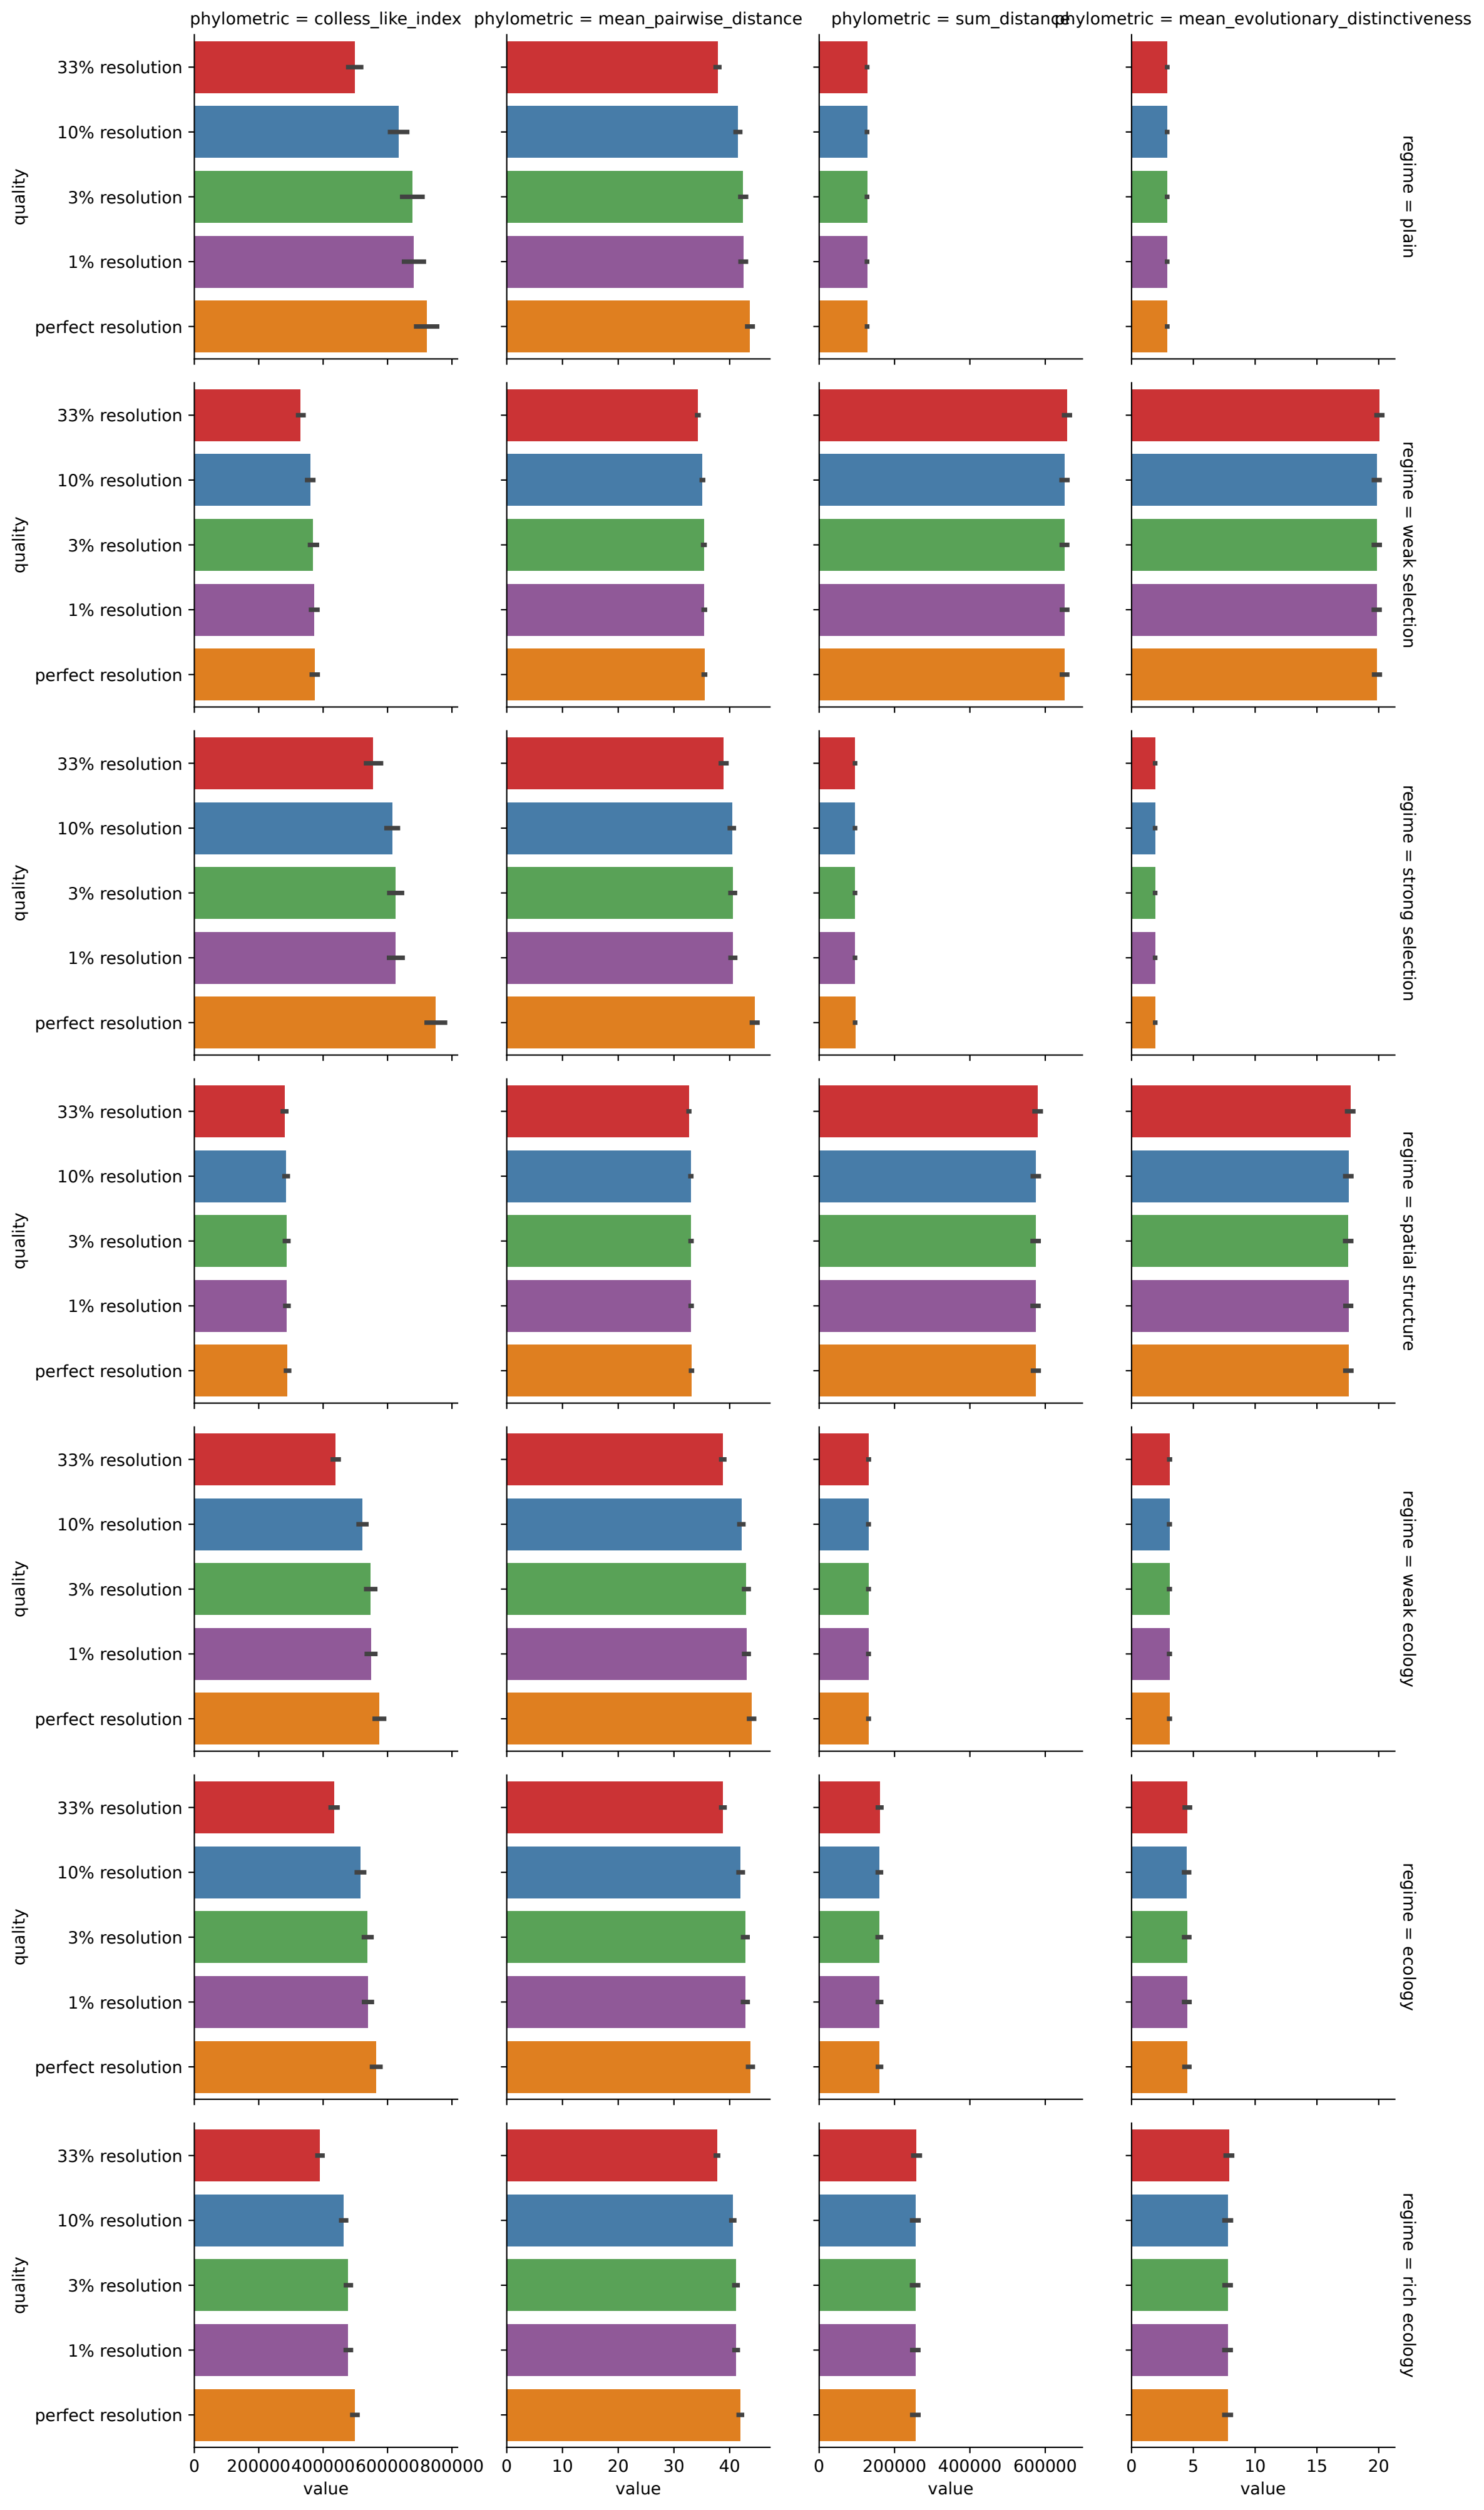 phylometric = colless_like_index
phylometric = mean_pairwise_distance
phylometric = sum_distance
phylometric = mean_evolutionary_distinctiveness
quality
33% resolution
10% resolution
3% resolution
1% resolution
perfect resolution
regime = plain
quality
33% resolution
10% resolution
3% resolution
1% resolution
perfect resolution
regime = weak selection
quality
33% resolution
10% resolution
3% resolution
1% resolution
perfect resolution
regime = strong selection
quality
33% resolution
10% resolution
3% resolution
1% resolution
perfect resolution
regime = spatial structure
quality
33% resolution
10% resolution
3% resolution
1% resolution
perfect resolution
regime = weak ecology
quality
33% resolution
10% resolution
3% resolution
1% resolution
perfect resolution
regime = ecology
quality
33% resolution
10% resolution
3% resolution
1% resolution
perfect resolution
regime = rich ecology
0 200000 400000 600000 800000
value
0 10 20 30 40
value
0 200000 400000 600000
value
0 5 10 15 20
value